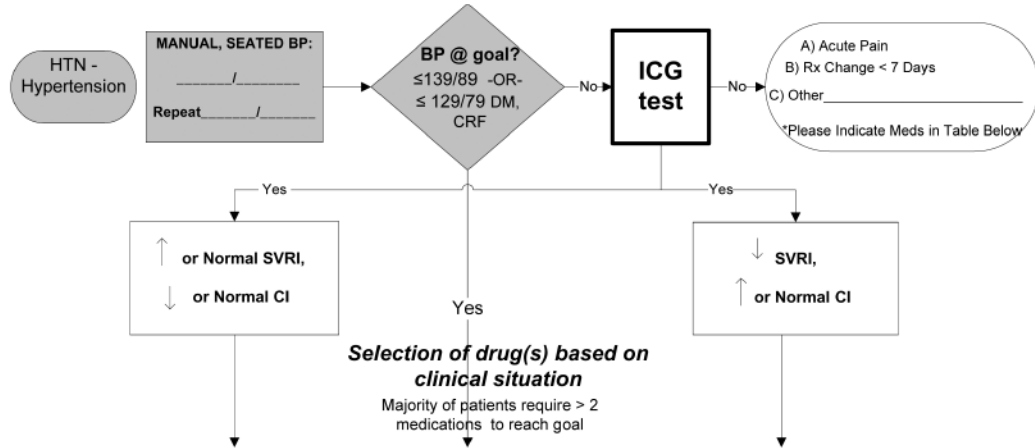 HTN -
Hypertension
MANUAL, SEATED BP:
_______/________
Repeat_______/_______
BP @ goal?
≤139/89 -OR-
≤ 129/79 DM,
CRF
No
ICG
test
No
A) Acute Pain
B) Rx Change < 7 Days
C) Other______________________________
*Please Indicate Meds in Table Below
Yes
Yes
↑ or Normal SVRI,
↓ or Normal CI
↓ SVRI,
↑ or Normal CI
Yes
Selection of drug(s) based on
clinical situation
Majority of patients require > 2
medications to reach goal